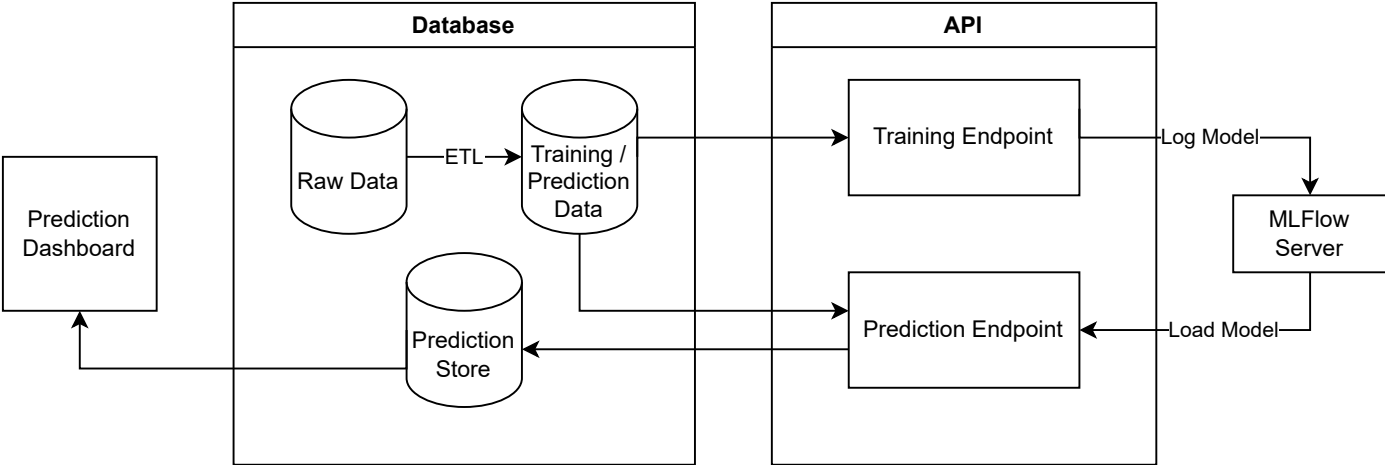 Database
API
Raw Data
ETL
Training /
Prediction
Data
Training Endpoint
Log Model
Prediction
Dashboard
MLFlow
Server
Prediction
Store
Prediction Endpoint
Load Model